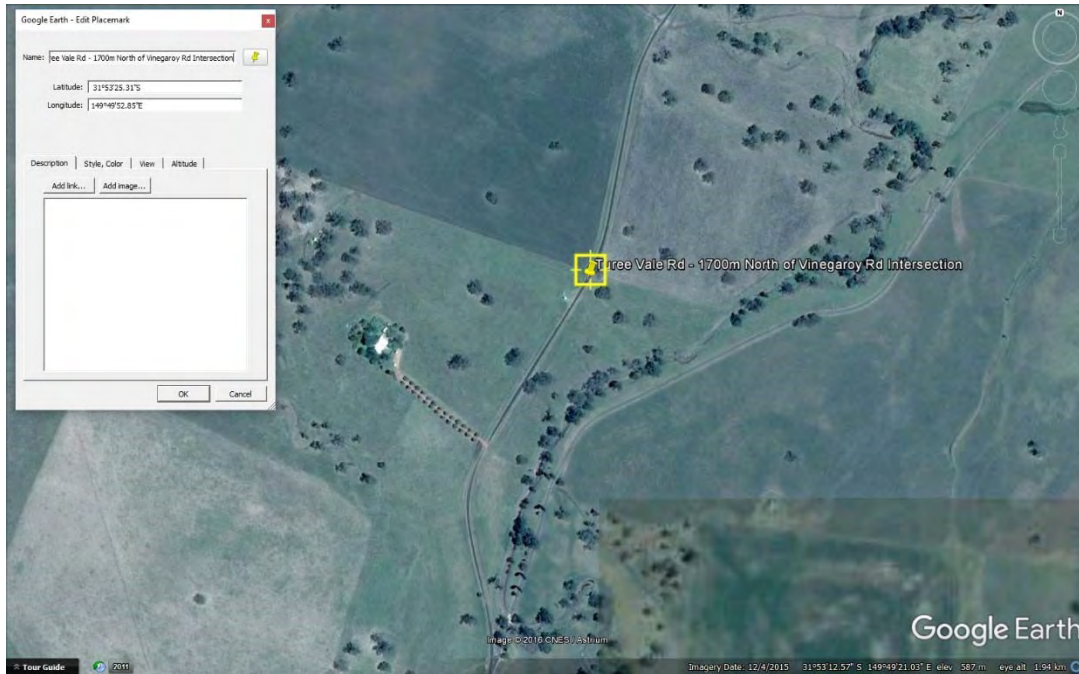 Google Earth - Edit Placemark
x
Name: ee Vale Rd - 1700m North of Vinegaroy Rd Intersection
Latitude: 31°53'25.31"S
Longitude: 149°49'52.85"E
Description Style, Color View Altitude
Add link... Add image...
OK Cancel
N
Turee Vale Rd - 1700m North of Vinegaroy Rd Intersection
Image © 2016 CNES / Astrium
Google Earth
Tour Guide 2011
Imagery Date: 12/4/2015 31°53'12.57" S 149°49'21.03" E elev 587 m eye alt 1.94 km